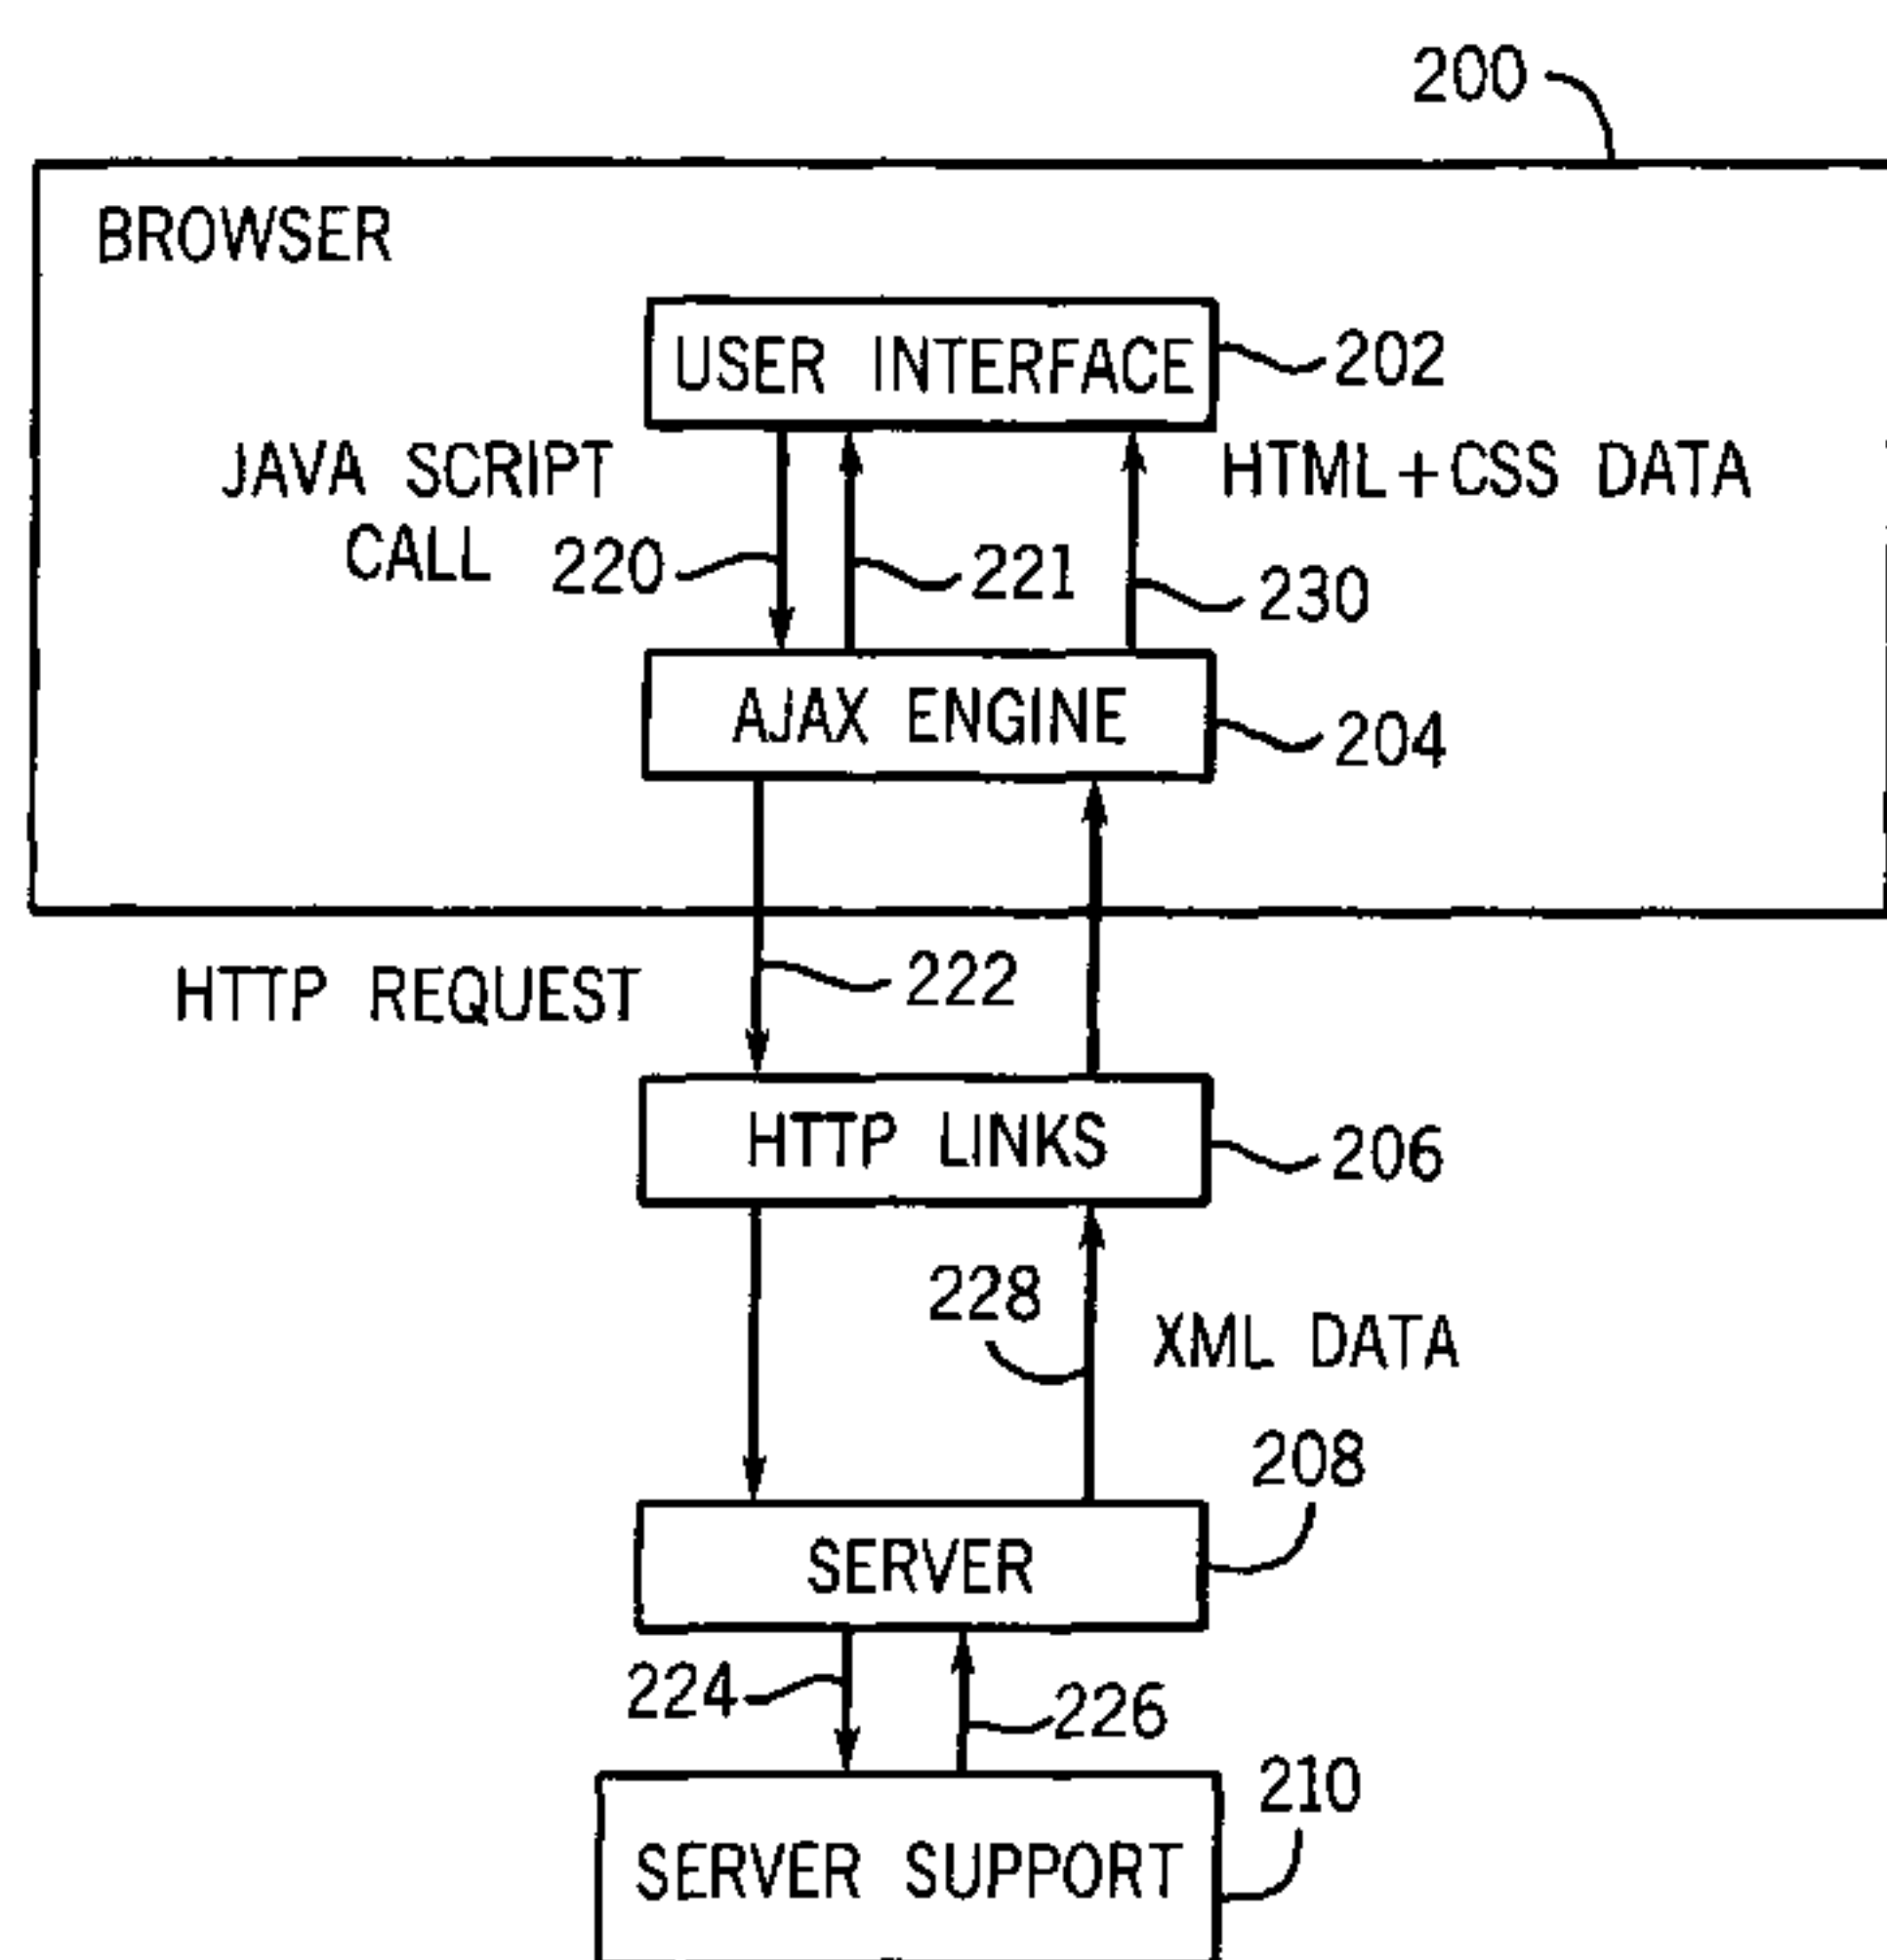 200
BROWSER
USER INTERFACE
202
JAVA SCRIPT
CALL
HTML+CSS DATA
220
221
230
AJAX ENGINE
204
HTTP REQUEST
222
HTTP LINKS
206
228
XML DATA
208
SERVER
224
226
210
SERVER SUPPORT